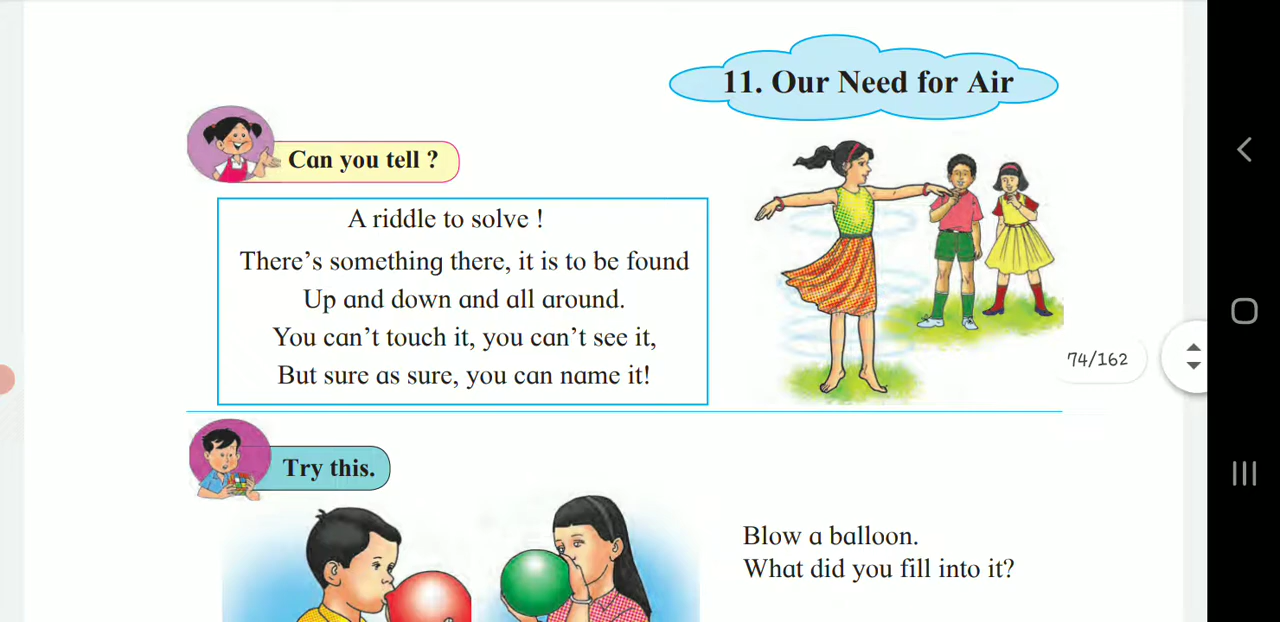 11. Our Need for Air
Can you tell ?
A riddle to solve !
There's something there, it is to be found
Up and down and all around.
You can't touch it, you can't see it,
But sure as sure, you can name it!
74/162
Try this.
Blow a balloon.
What did you fill into it?